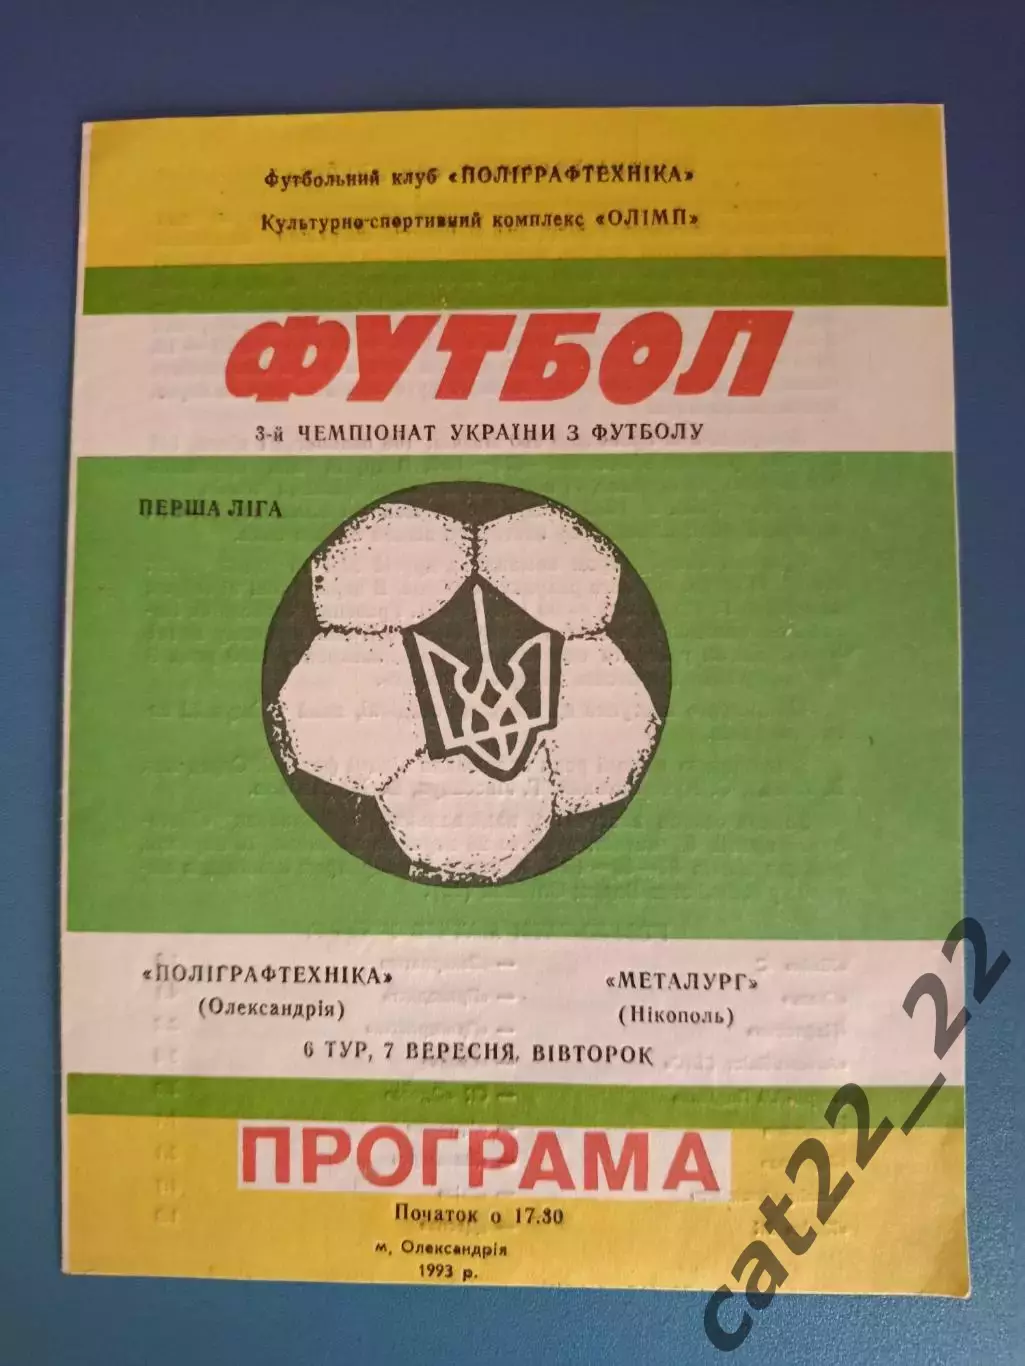 Футбольний клуб «ПОЛІГРАФТЕХНІКА»
Культурно-спортивний комплекс «ОЛІМП»
ФУТБОЛ
3-й ЧЕМПІОНАТ УКРАЇНИ З ФУТБОЛУ
ПЕРША ЛІГА
«ПОЛІГРАФТЕХНІКА» «МЕТАЛУРГ»
(Олександрія) (Нікополь)
6 ТУР, 7 ВЕРЕСНЯ, ВІВТОРОК
ПРОГРАМА
Початок о 17.30
м, Олександрія
1993 р.
cat22_22